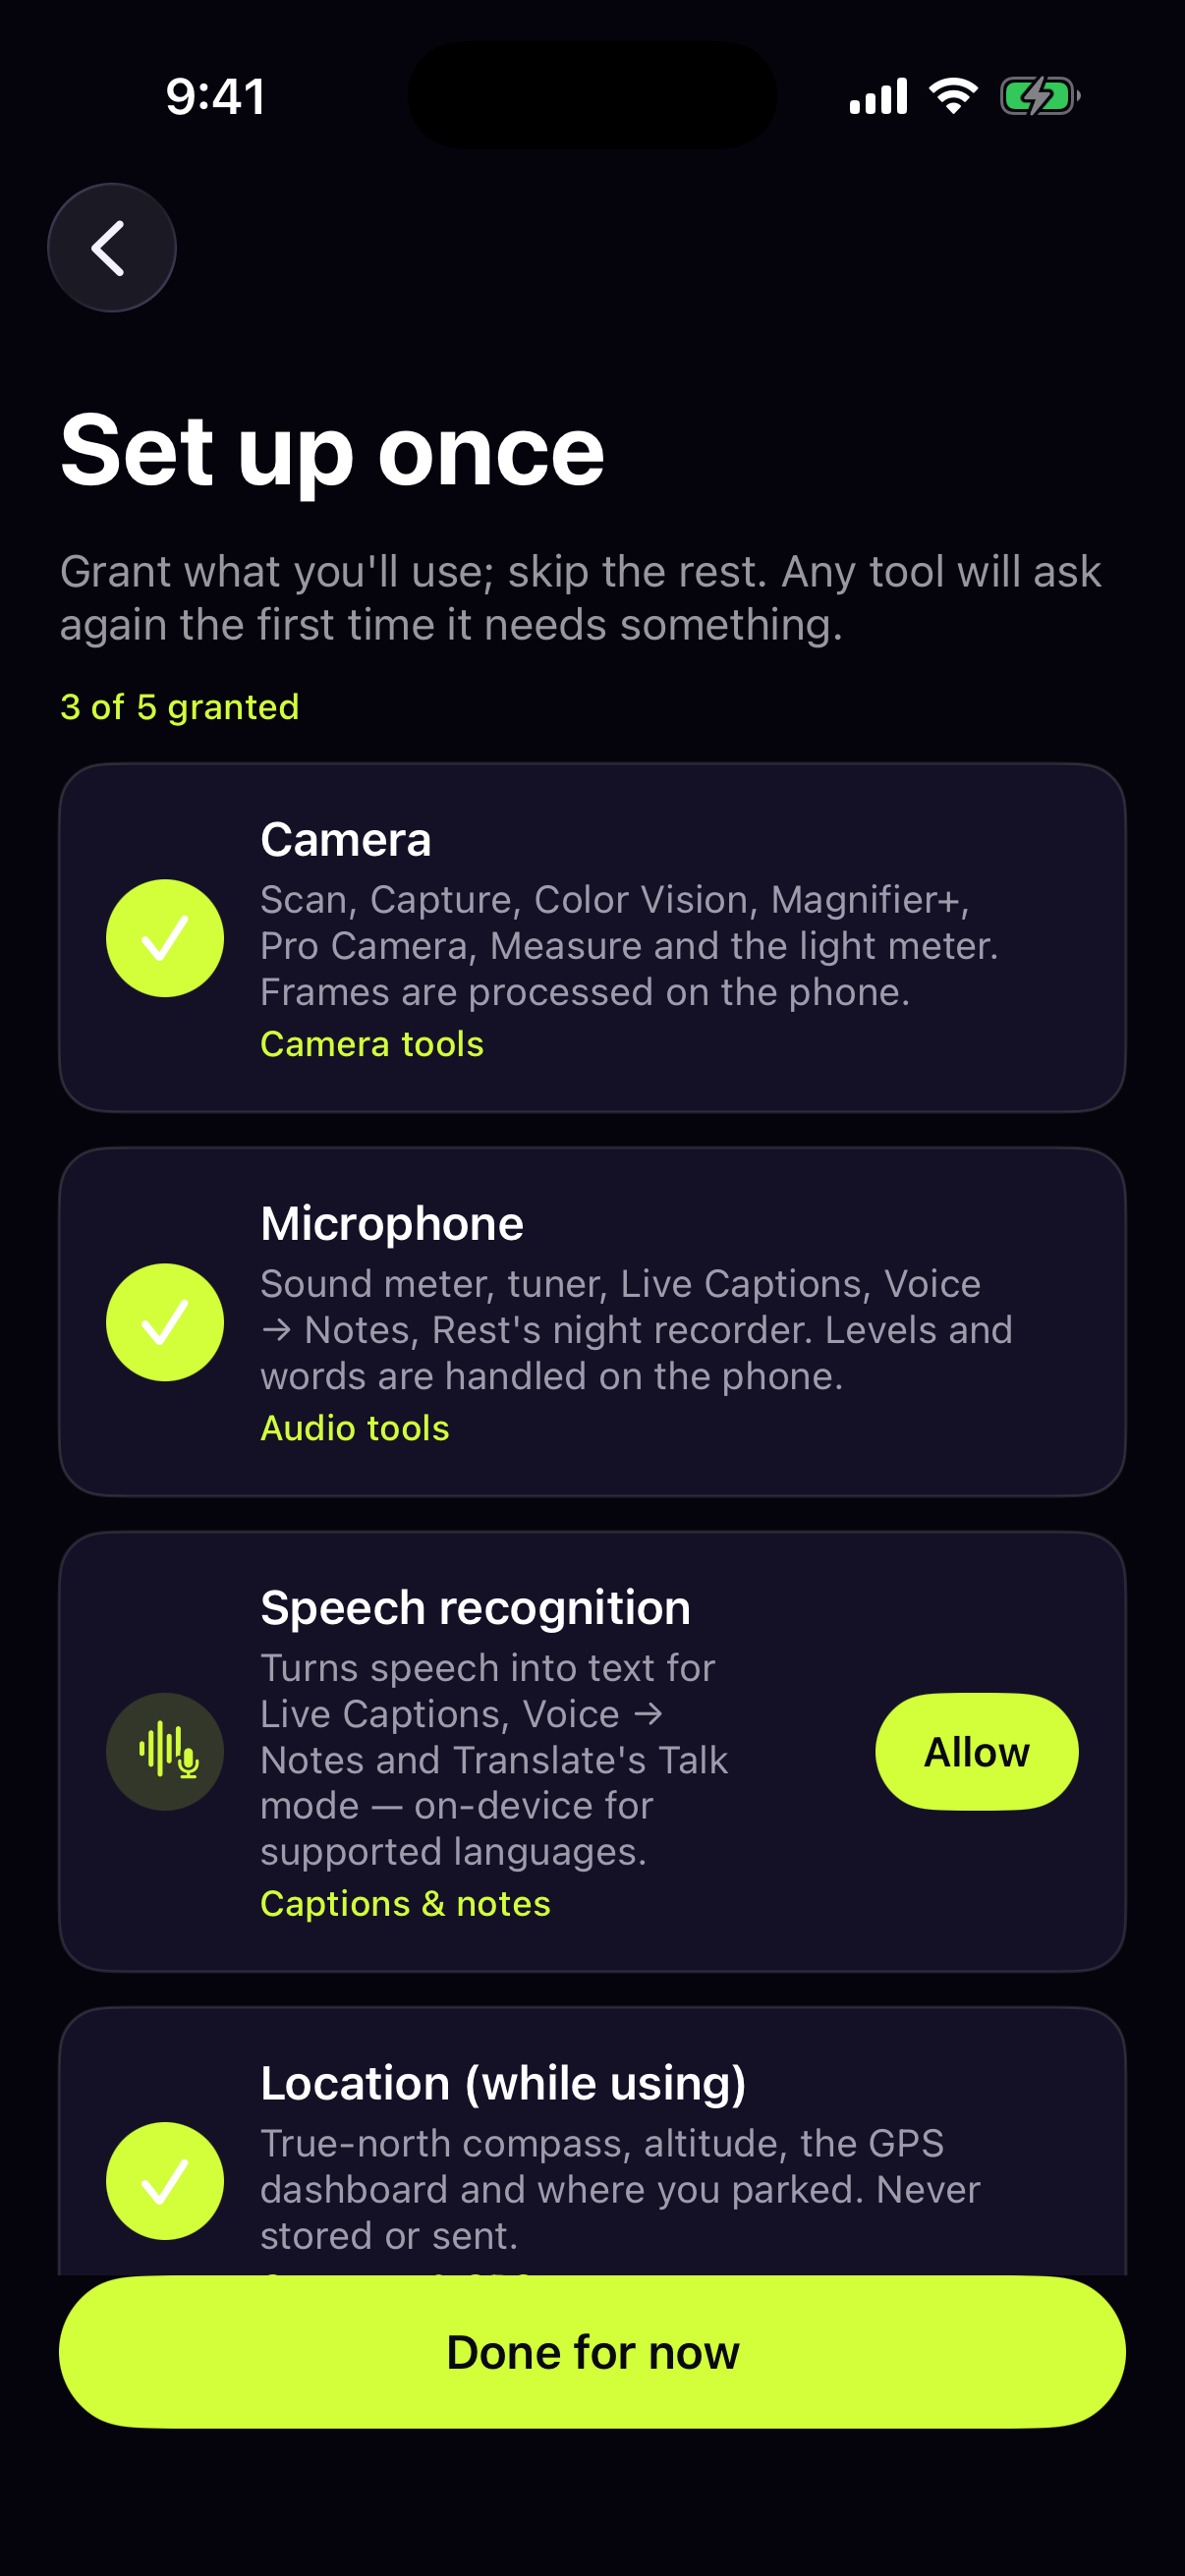 9:41
Set up once
Grant what you'll use; skip the rest. Any tool will ask
again the first time it needs something.
3 of 5 granted
Camera
Scan, Capture, Color Vision, Magnifier+,
Pro Camera, Measure and the light meter.
Frames are processed on the phone.
Camera tools
Microphone
Sound meter, tuner, Live Captions, Voice
→ Notes, Rest's night recorder. Levels and
words are handled on the phone.
Audio tools
Speech recognition
Turns speech into text for
Live Captions, Voice →
Notes and Translate's Talk
mode — on-device for
supported languages.
Captions & notes
Allow
Location (while using)
True-north compass, altitude, the GPS
dashboard and where you parked. Never
stored or sent.
Done for now